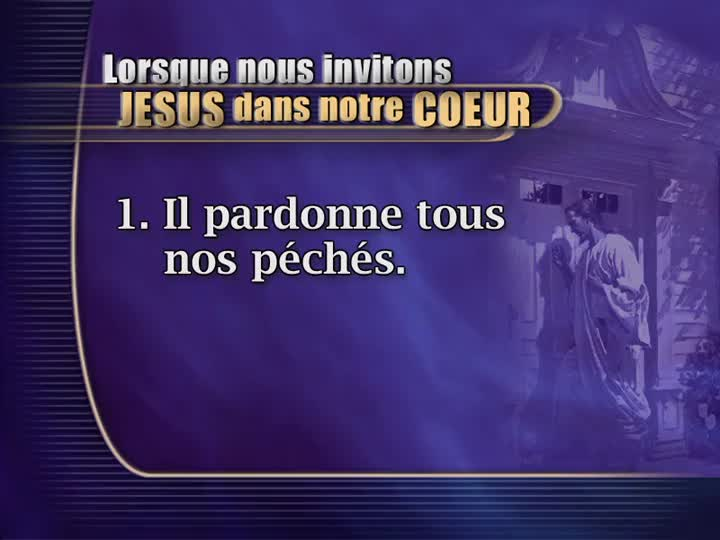 Lorsque nous invitons
JESUS dans notre COEUR
1. Il pardonne tous
nos péchés.